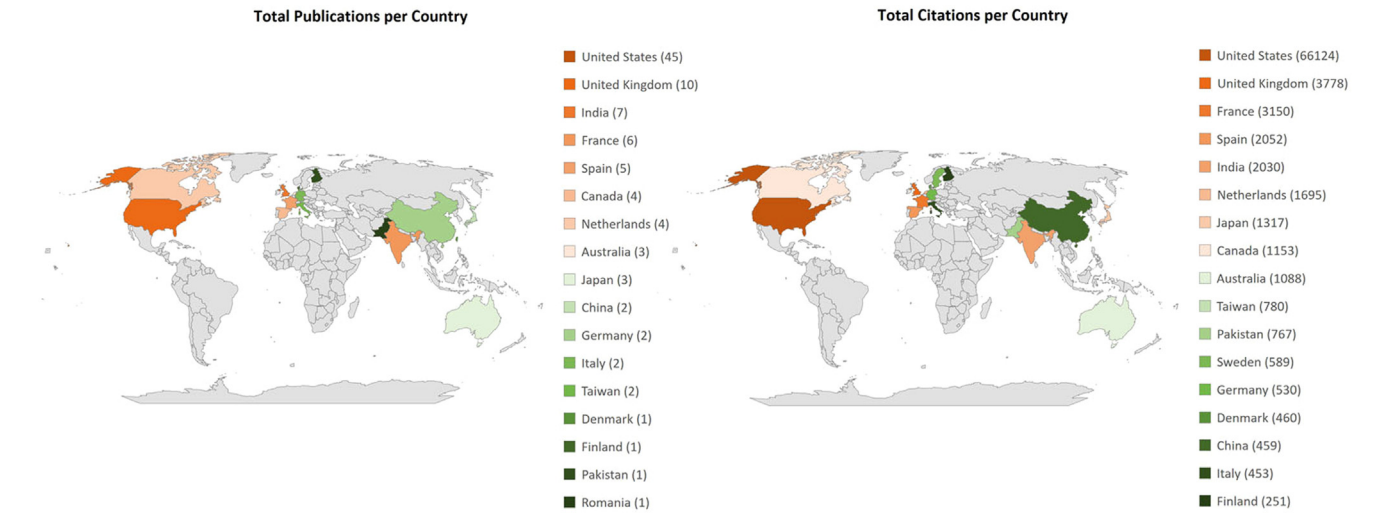 Total Publications per Country
United States (45)
United Kingdom (10)
India (7)
France (6)
Spain (5)
Canada (4)
Netherlands (4)
Australia (3)
Japan (3)
China (2)
Germany (2)
Italy (2)
Taiwan (2)
Denmark (1)
Finland (1)
Pakistan (1)
Romania (1)
Total Citations per Country
United States (66124)
United Kingdom (3778)
France (3150)
Spain (2052)
India (2030)
Netherlands (1695)
Japan (1317)
Canada (1153)
Australia (1088)
Taiwan (780)
Pakistan (767)
Sweden (589)
Germany (530)
Denmark (460)
China (459)
Italy (453)
Finland (251)